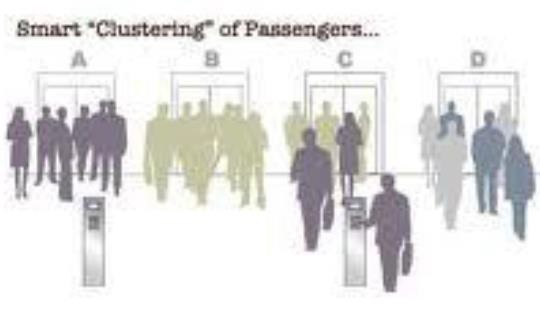 Smart “Clustering” of Passengers...
A B C D